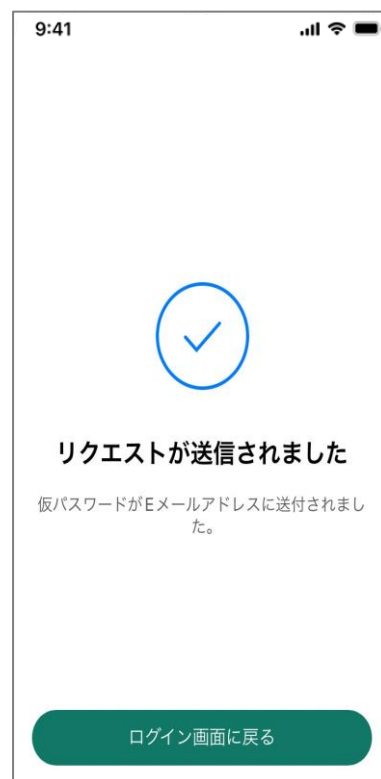 9:41
リクエストが送信されました
仮パスワードがEメールアドレスに送付されまし
た。
ログイン画面に戻る